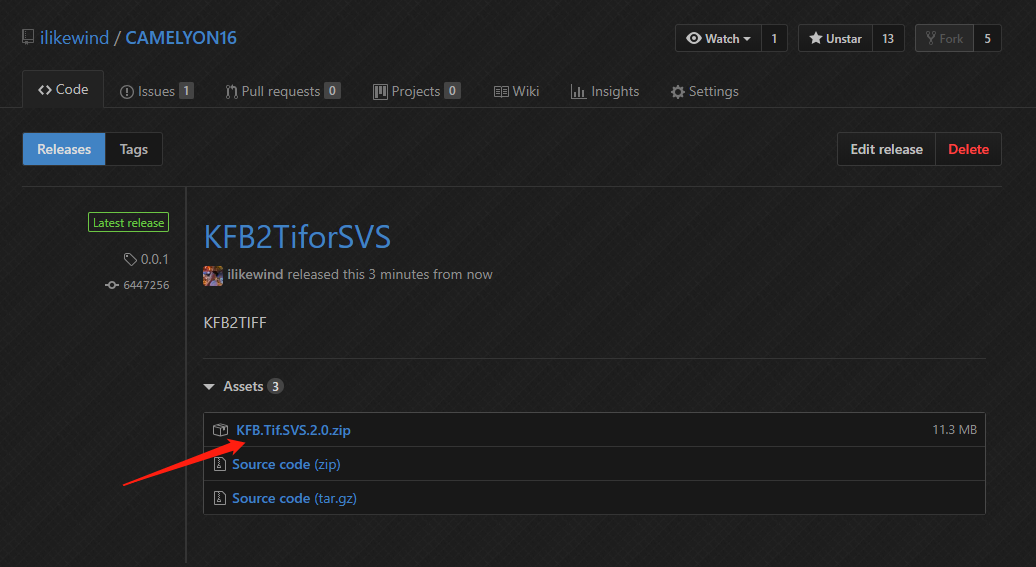 ilikewind / CAMELYON16
Watch 1 Unstar 13 Fork 5
Code Issues 1 Pull requests 0 Projects 0 Wiki Insights Settings
Releases Tags Edit release Delete
Latest release
0.0.1
6447256
KFB2TiforSVS
ilikewind released this 3 minutes from now
KFB2TIFF
Assets 3
KFB.Tif.SVS.2.0.zip 11.3 MB
Source code (zip)
Source code (tar.gz)